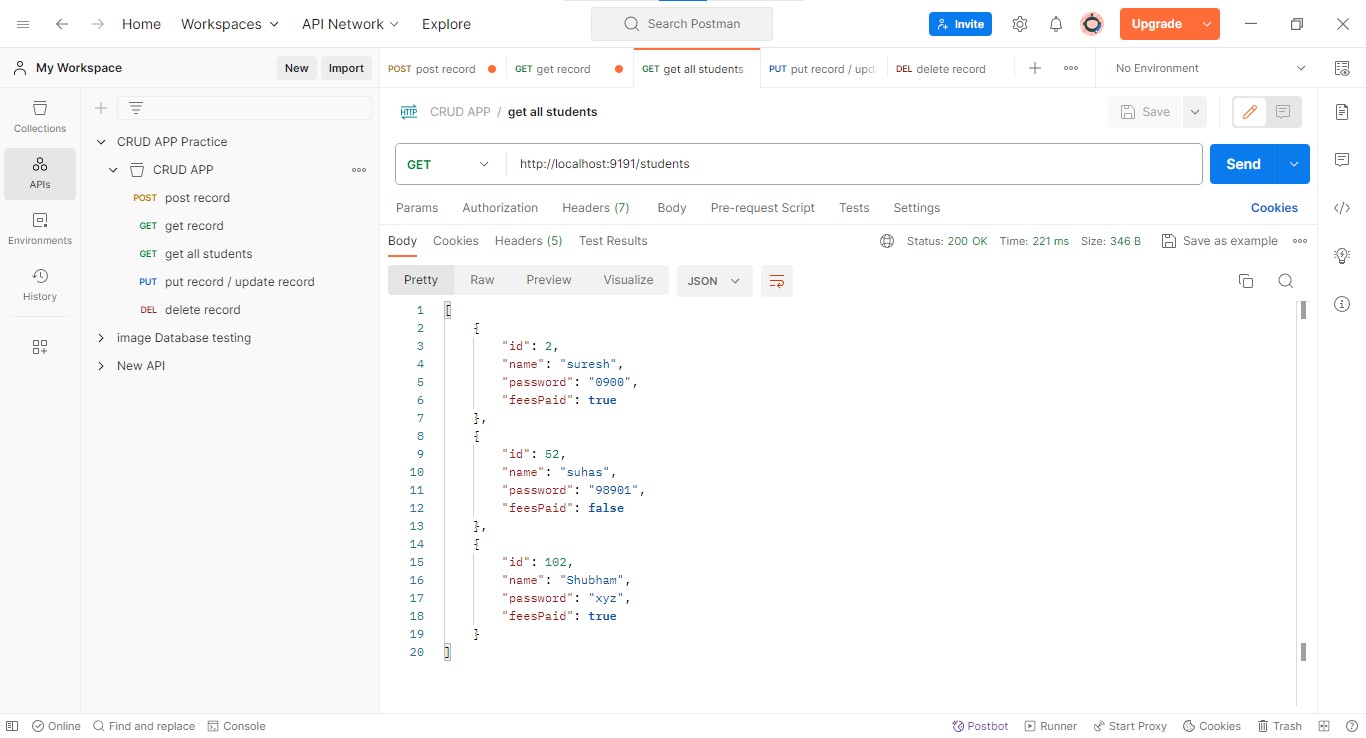 Home Workspaces API Network Explore Search Postman Invite Upgrade
My Workspace New Import POST post record GET get record GET get all students PUT put record / upd DEL delete record No Environment
Collections
APIs
Environments
History
CRUD APP Practice
CRUD APP
POST post record
GET get record
GET get all students
PUT put record / update record
DEL delete record
image Database testing
New API
HTTP CRUD APP / get all students Save
GET http://localhost:9191/students Send
Params Authorization Headers (7) Body Pre-request Script Tests Settings Cookies
Body Cookies Headers (5) Test Results Status: 200 OK Time: 221 ms Size: 346 B Save as example
Pretty Raw Preview Visualize JSON
1 [
2 {
3 "id": 2,
4 "name": "suresh",
5 "password": "0900",
6 "feesPaid": true
7 },
8 {
9 "id": 52,
10 "name": "suhas",
11 "password": "98901",
12 "feesPaid": false
13 },
14 {
15 "id": 102,
16 "name": "Shubham",
17 "password": "xyz",
18 "feesPaid": true
19 }
20 ]
Online Find and replace Console Postbot Runner Start Proxy Cookies Trash